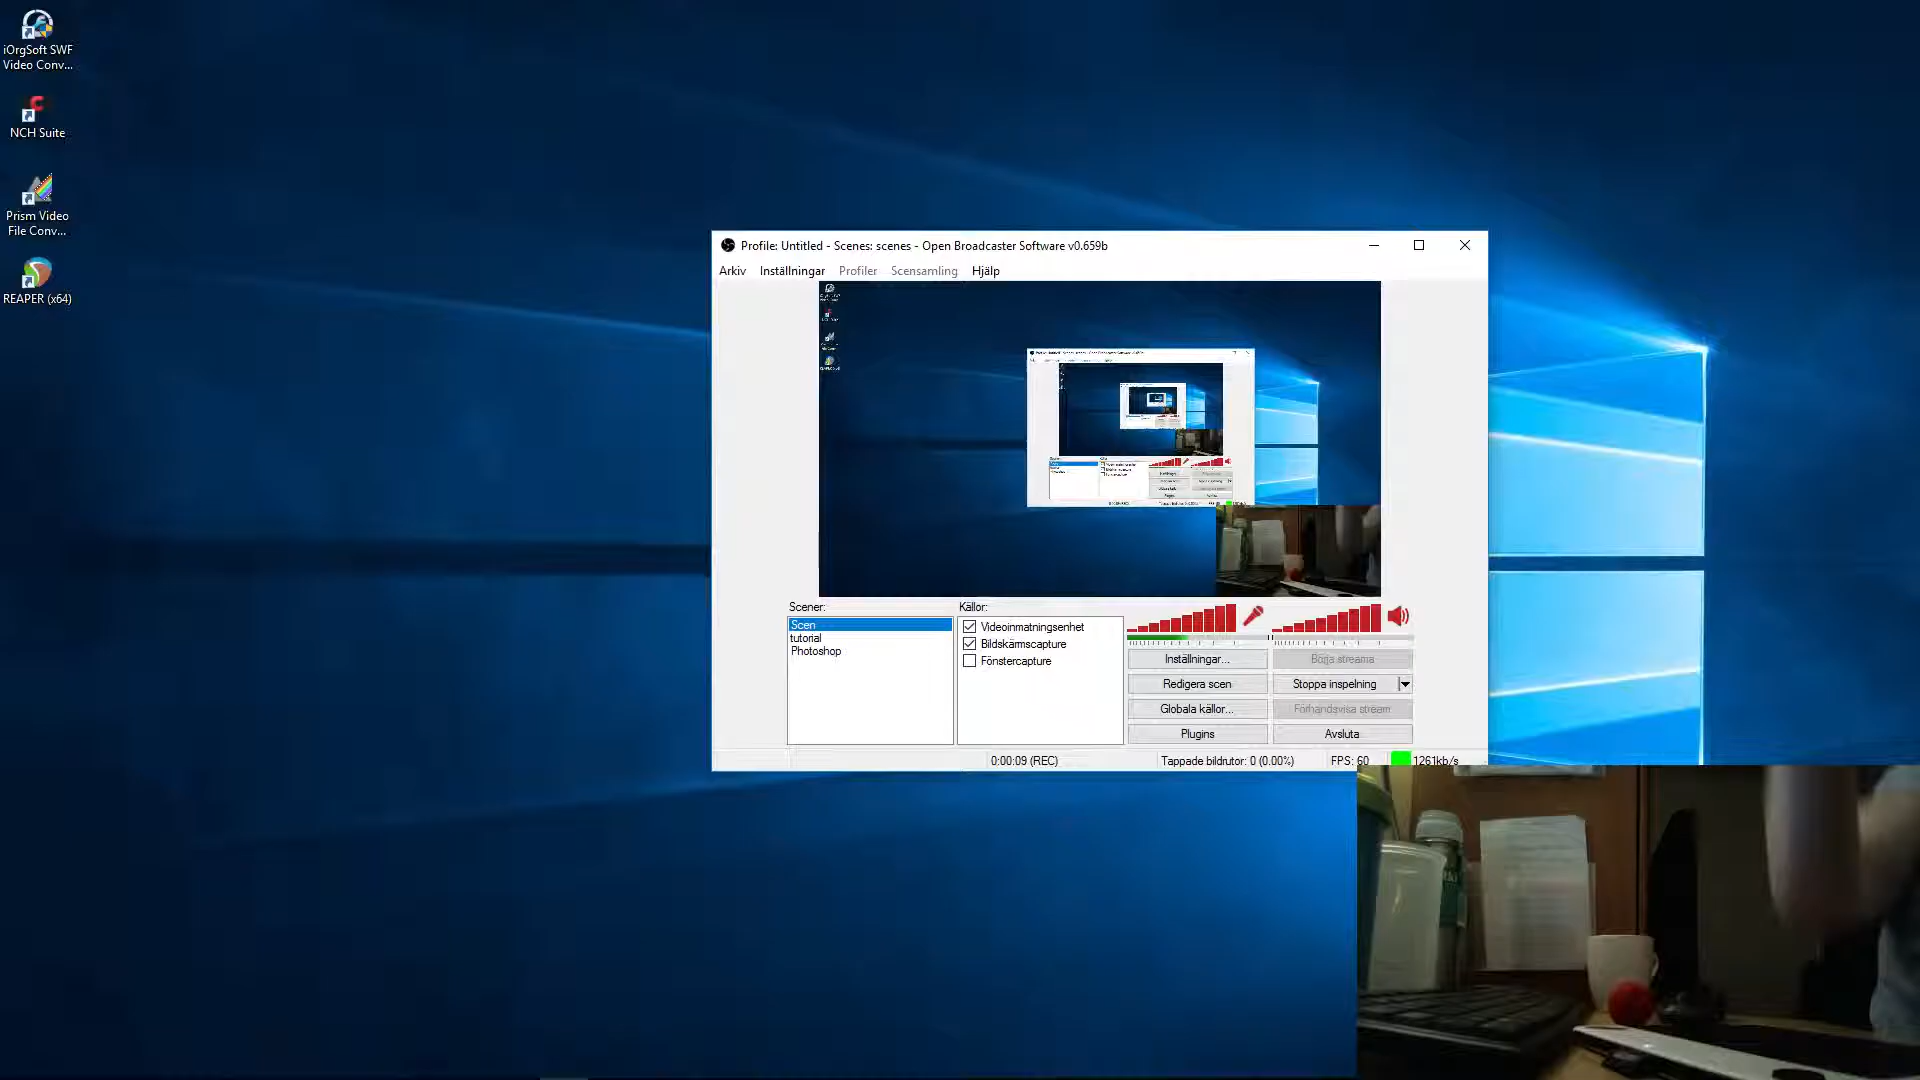 iOrgSoft SWF
Video Conv...
NCH Suite
Prism Video
File Conv...
REAPER (x64)
Profile: Untitled - Scenes: scenes - Open Broadcaster Software v0.659b
Arkiv Inställningar Profiler Scensamling Hjälp
Scener:
Scen
tutorial
Photoshop
Källor:
Videoinmatningsenhet
Bildskärmscapture
Fönstercapture
Inställningar... Börja streama
Redigera scen Stoppa inspelning
Globala källor... Förhandsvisa stream
Plugins Avsluta
0:00:09 (REC) Tappade bildrutor: 0 (0.00%) FPS: 60 1261kb/s